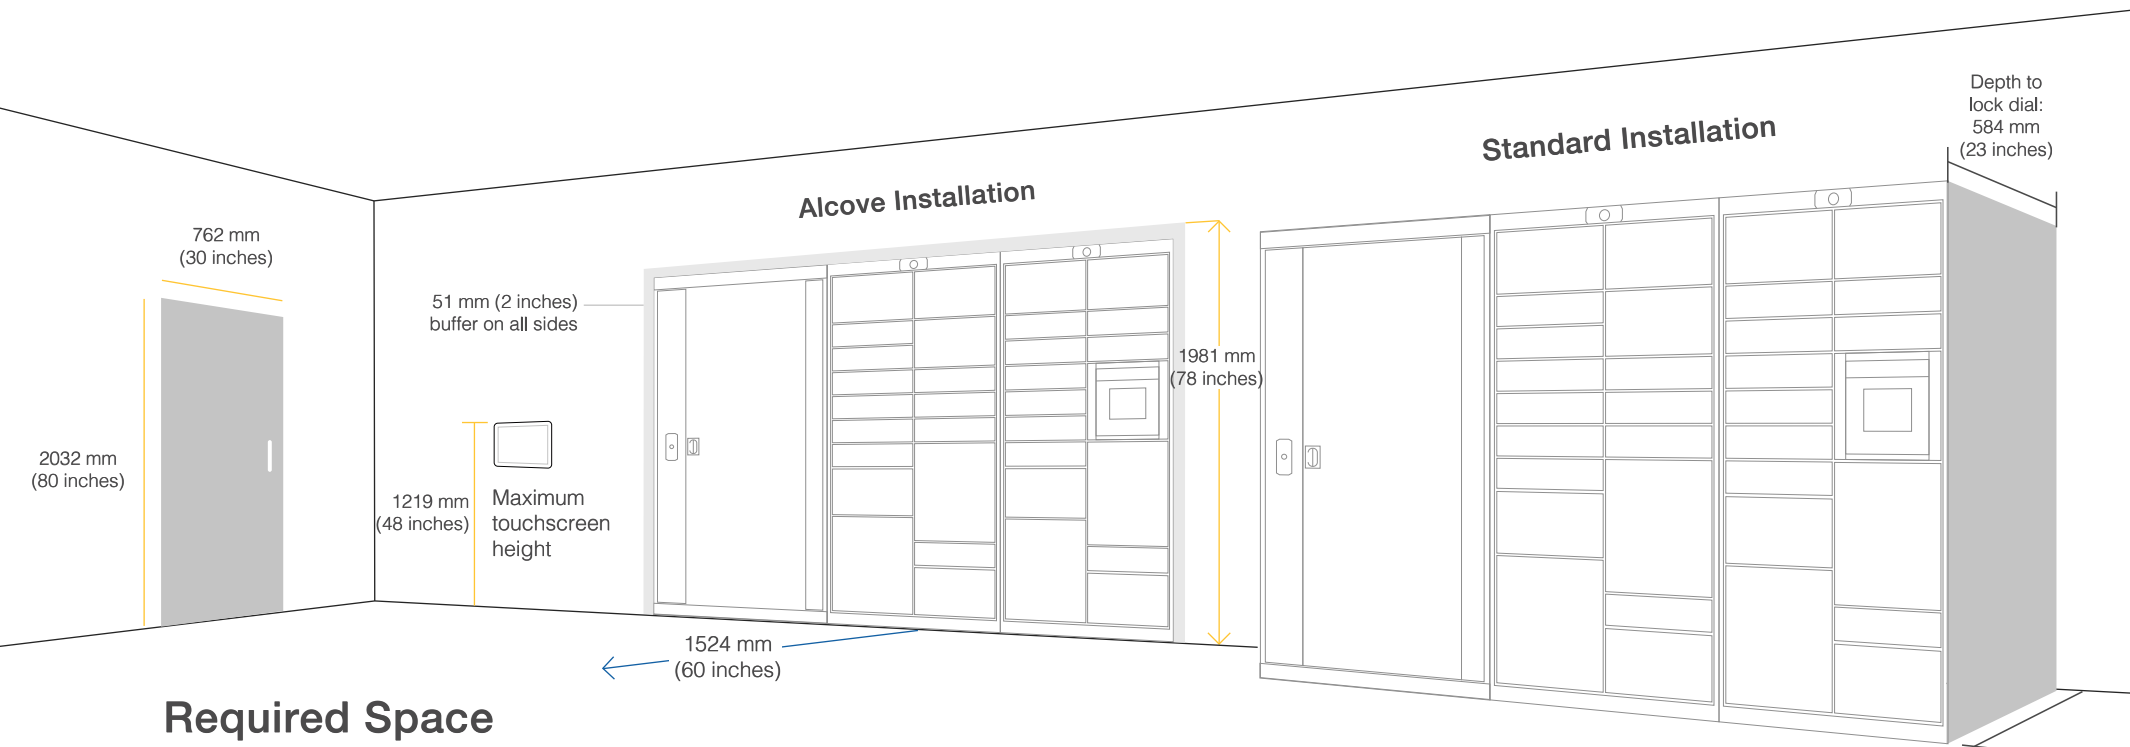 Depth to
lock dial:
584 mm
(23 inches)
Standard Installation
Alcove Installation
762 mm
(30 inches)
51 mm (2 inches)
buffer on all sides
1981 mm
(78 inches)
2032 mm
(80 inches)
1219 mm
(48 inches)
Maximum
touchscreen
height
1524 mm
(60 inches)
Required Space